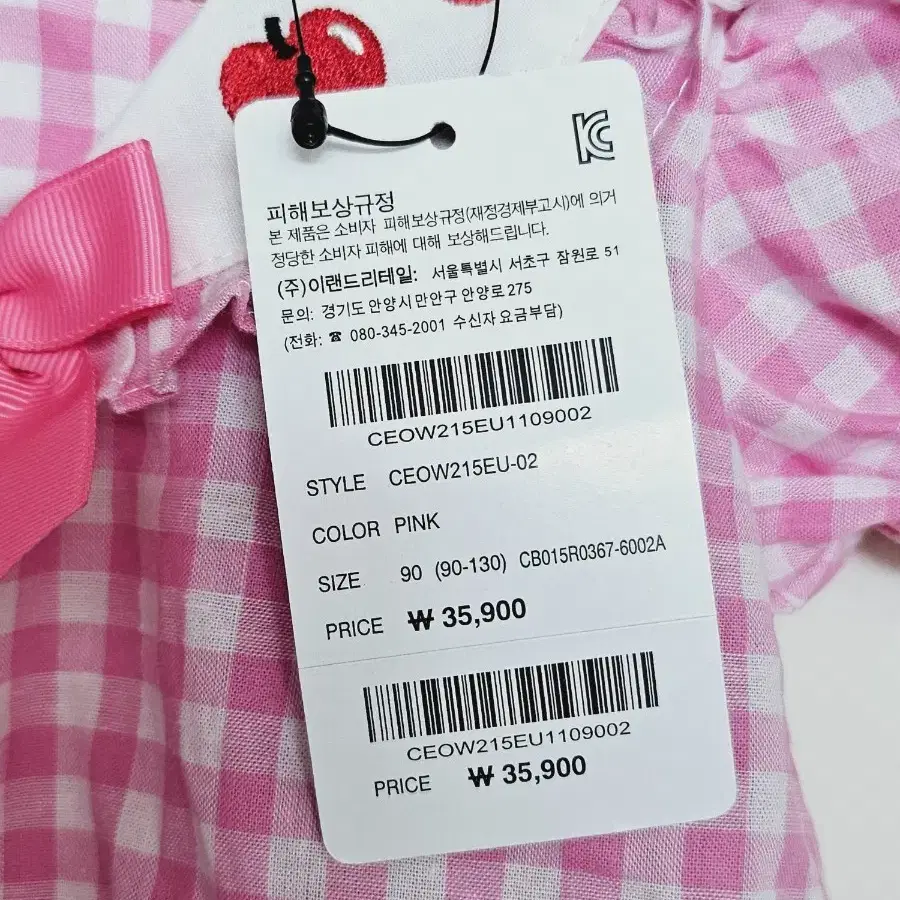 KC
피해보상규정
본 제품은 소비자 피해보상규정(재정경제부고시)에 의거
정당한 소비자 피해에 대해 보상해드립니다.
(주)이랜드리테일: 서울특별시 서초구 잠원로 51
문의: 경기도 안양시 만안구 안양로 275
(전화: ☎ 080-345-2001 수신자 요금부담)
CEOW215EU1109002
STYLE CEOW215EU-02
COLOR PINK
SIZE 90 (90-130) CB015R0367-6002A
PRICE ₩ 35,900
CEOW215EU1109002
PRICE ₩ 35,900